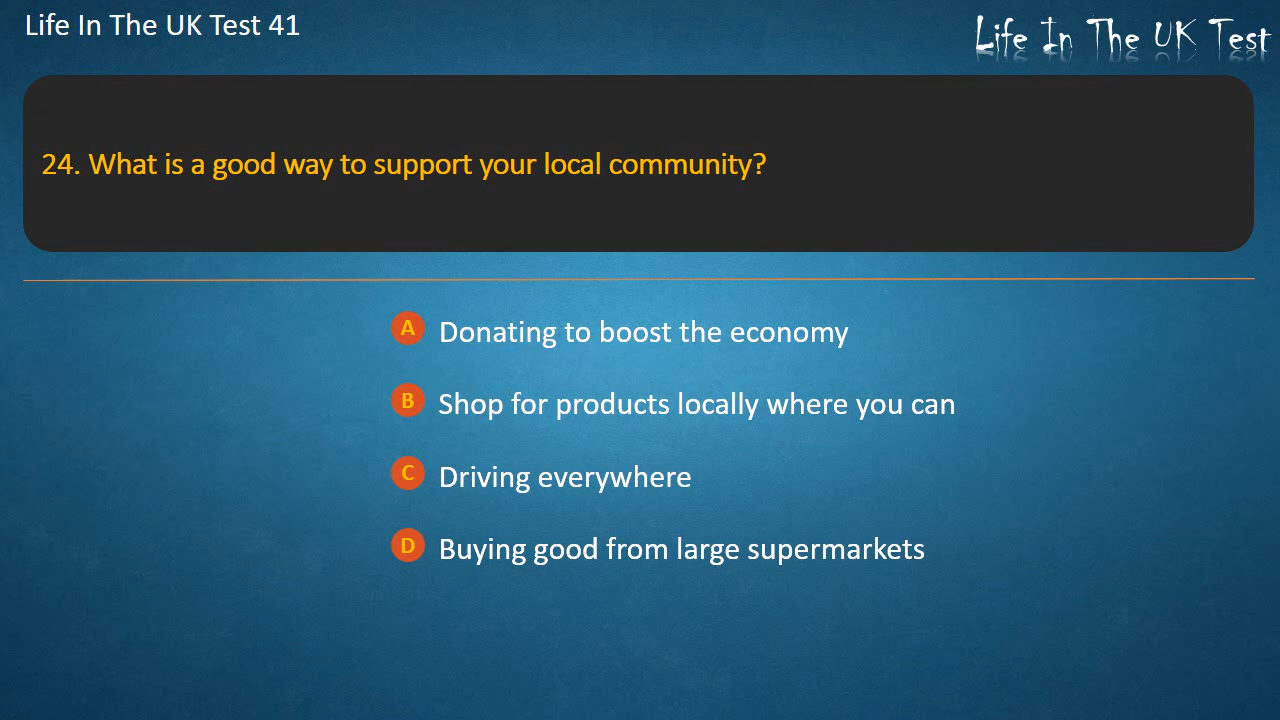 Life In The UK Test 41
Life In The UK Test
24. What is a good way to support your local community?
A Donating to boost the economy
B Shop for products locally where you can
C Driving everywhere
D Buying good from large supermarkets